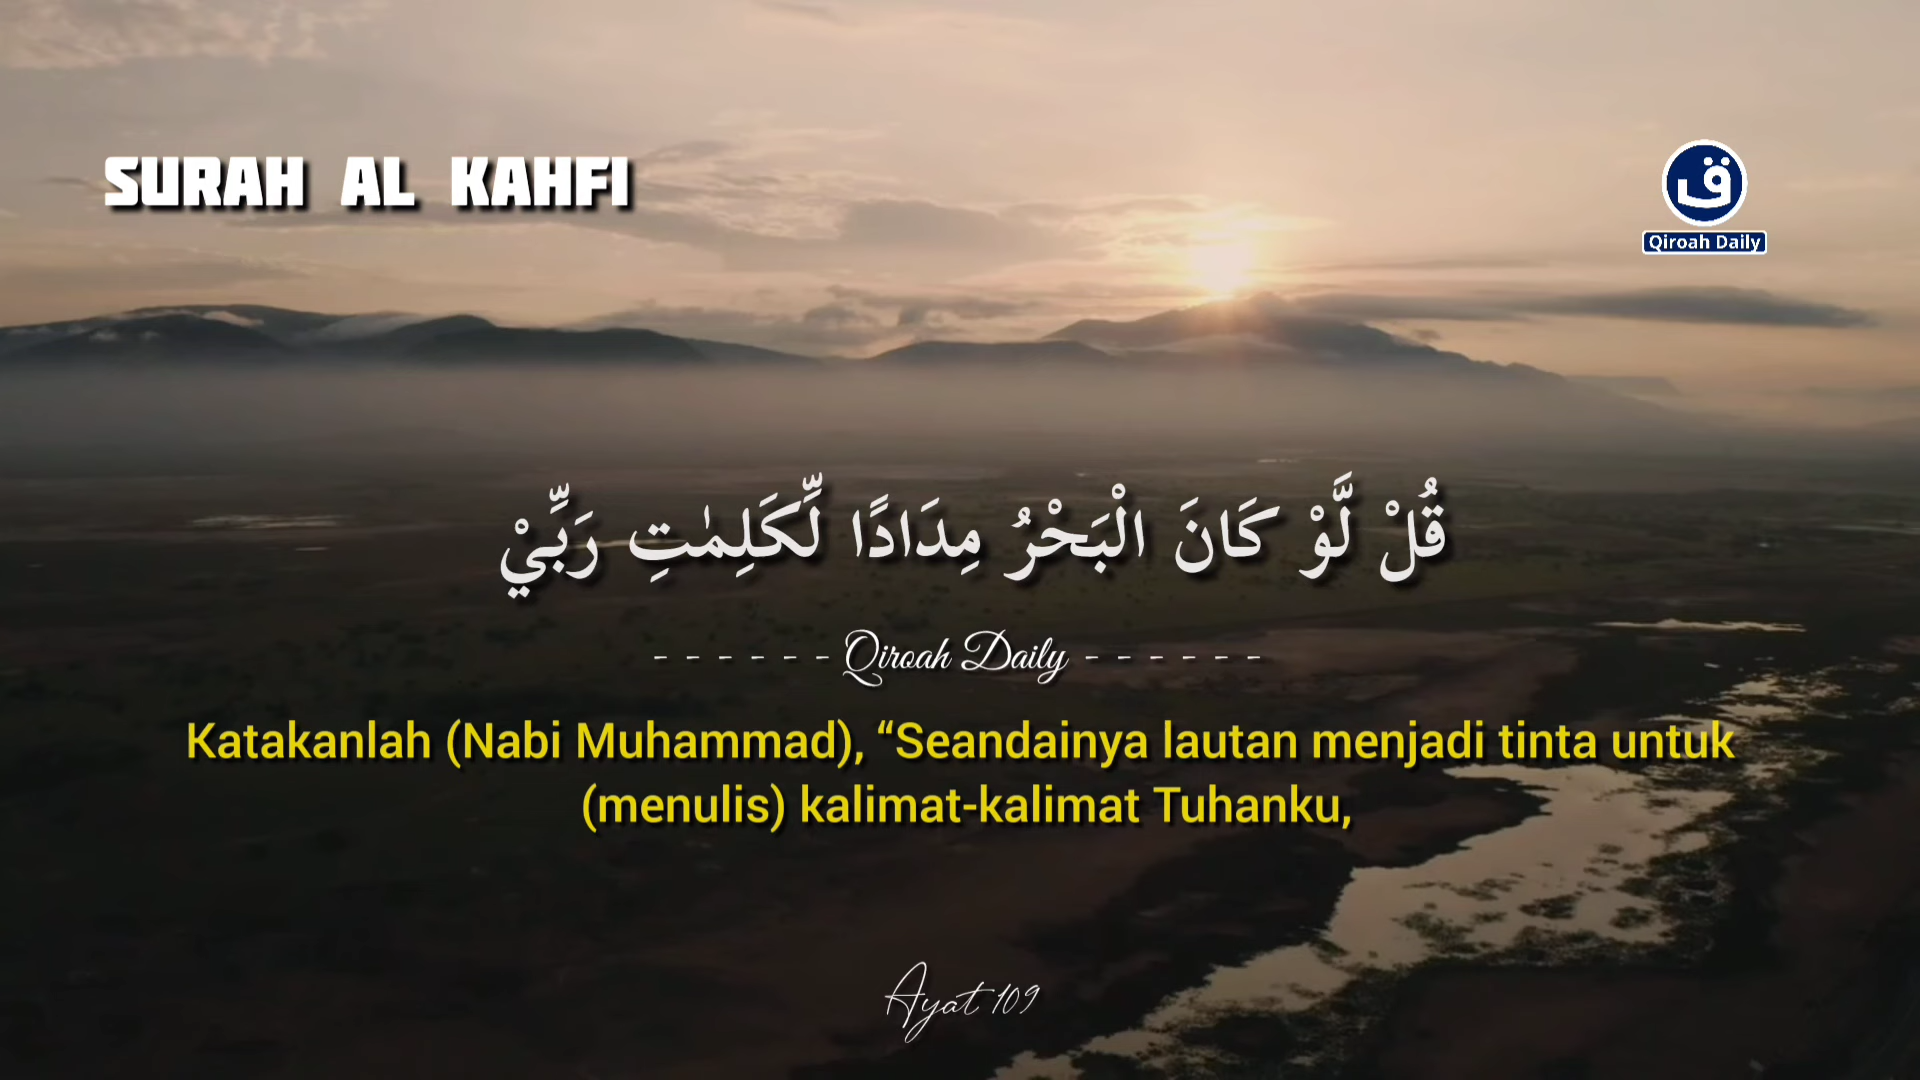 SURAH AL KAHFI
ق
Qiroah Daily
قُلْ لَّوْ كَانَ الْبَحْرُ مِدَادًا لِّكَلِمٰتِ رَبِّيْ
- - - - - - Qiroah Daily - - - - - -
Katakanlah (Nabi Muhammad), “Seandainya lautan menjadi tinta untuk
(menulis) kalimat-kalimat Tuhanku,
Ayat 109